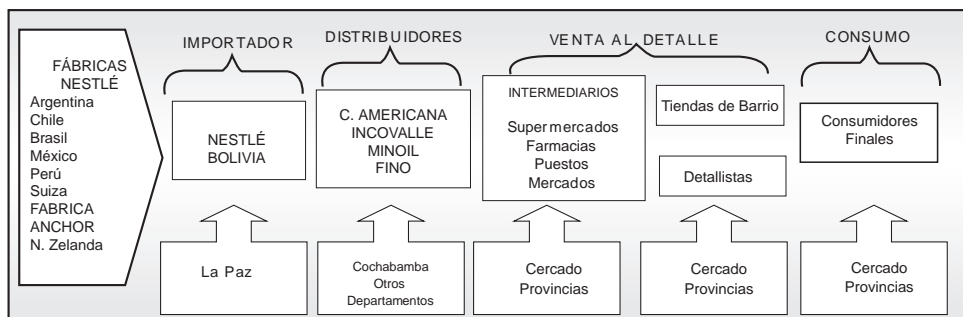 FÁBRICAS
NESTLÉ
Argentina
Chile
Brasil
México
Perú
Suiza
FABRICA
ANCHOR
N. Zelanda
IMPORTADOR
NESTLÉ
BOLIVIA
La Paz
DISTRIBUIDORES
C. AMERICANA
INCOVALLE
MINOIL
FINO
Cochabamba
Otros
Departamentos
VENTA AL DETALLE
INTERMEDIARIOS
Supermercados
Farmacias
Puestos
Mercados
Cercado
Provincias
Tiendas de Barrio
Detallistas
Cercado
Provincias
CONSUMO
Consumidores
Finales
Cercado
Provincias